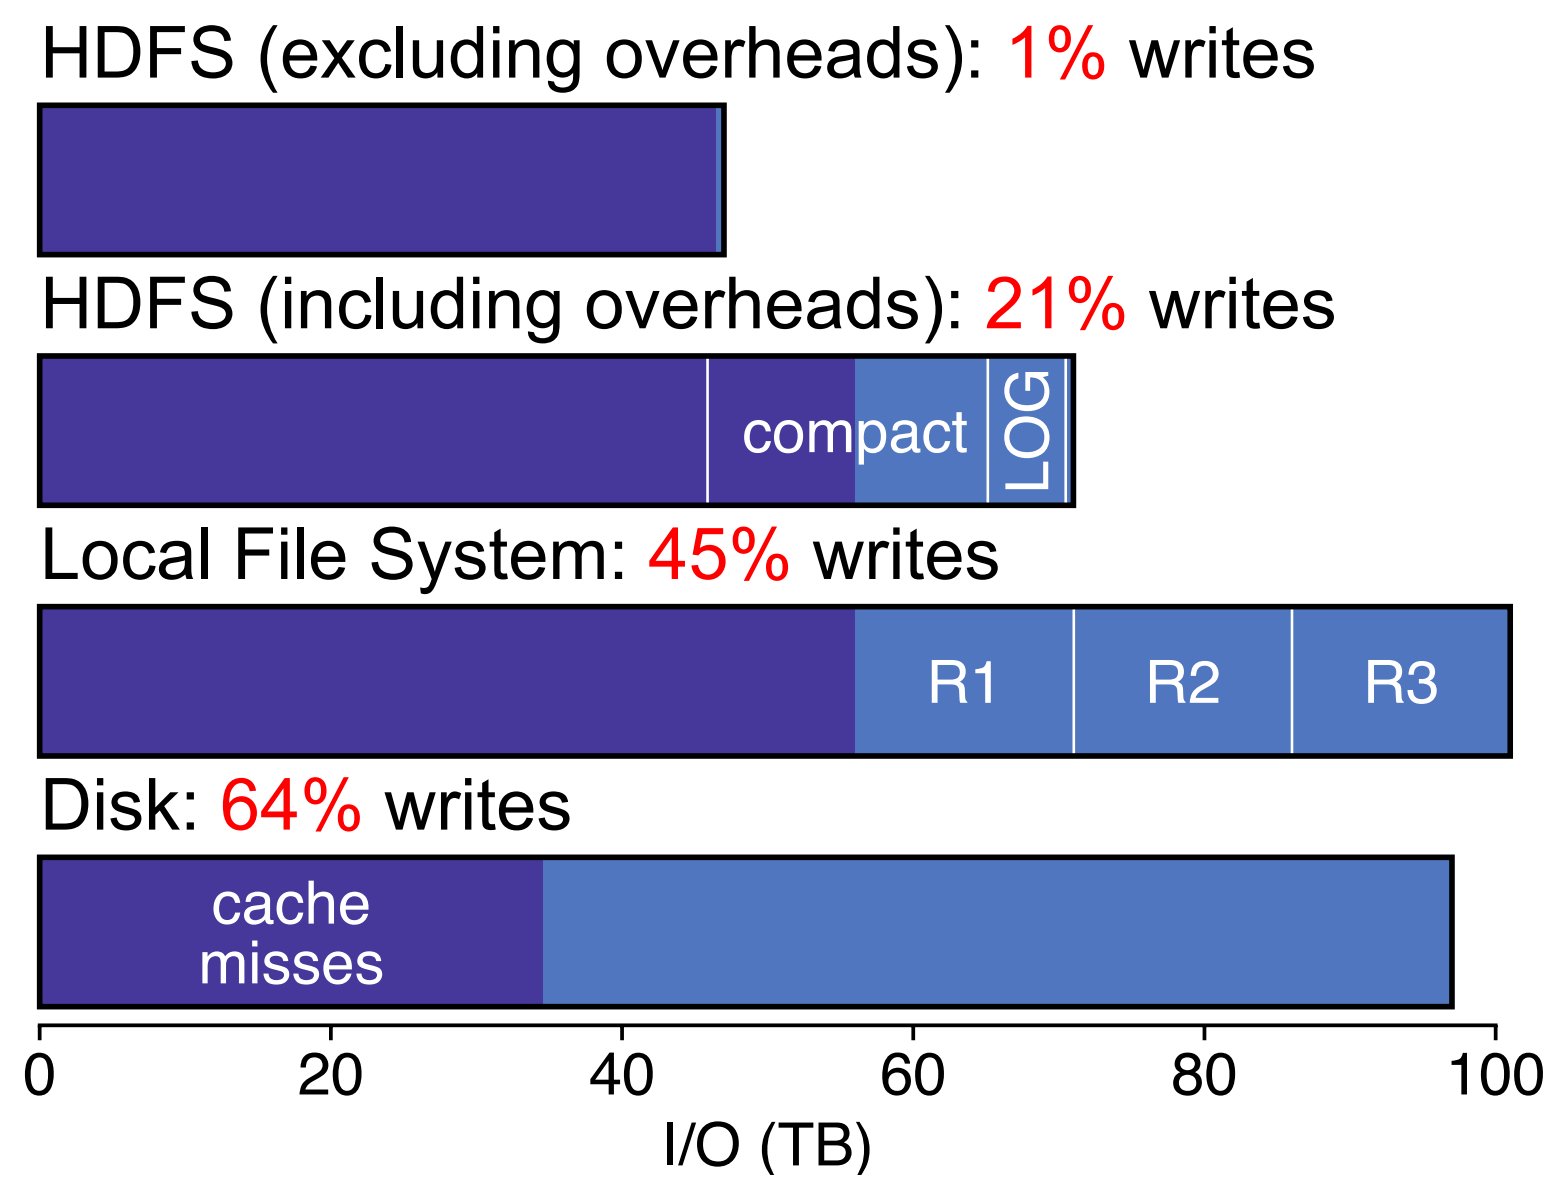 HDFS (excluding overheads): 1% writes
HDFS (including overheads): 21% writes
compact
LOG
Local File System: 45% writes
R1
R2
R3
Disk: 64% writes
cache
misses
0 20 40 60 80 100
I/O (TB)